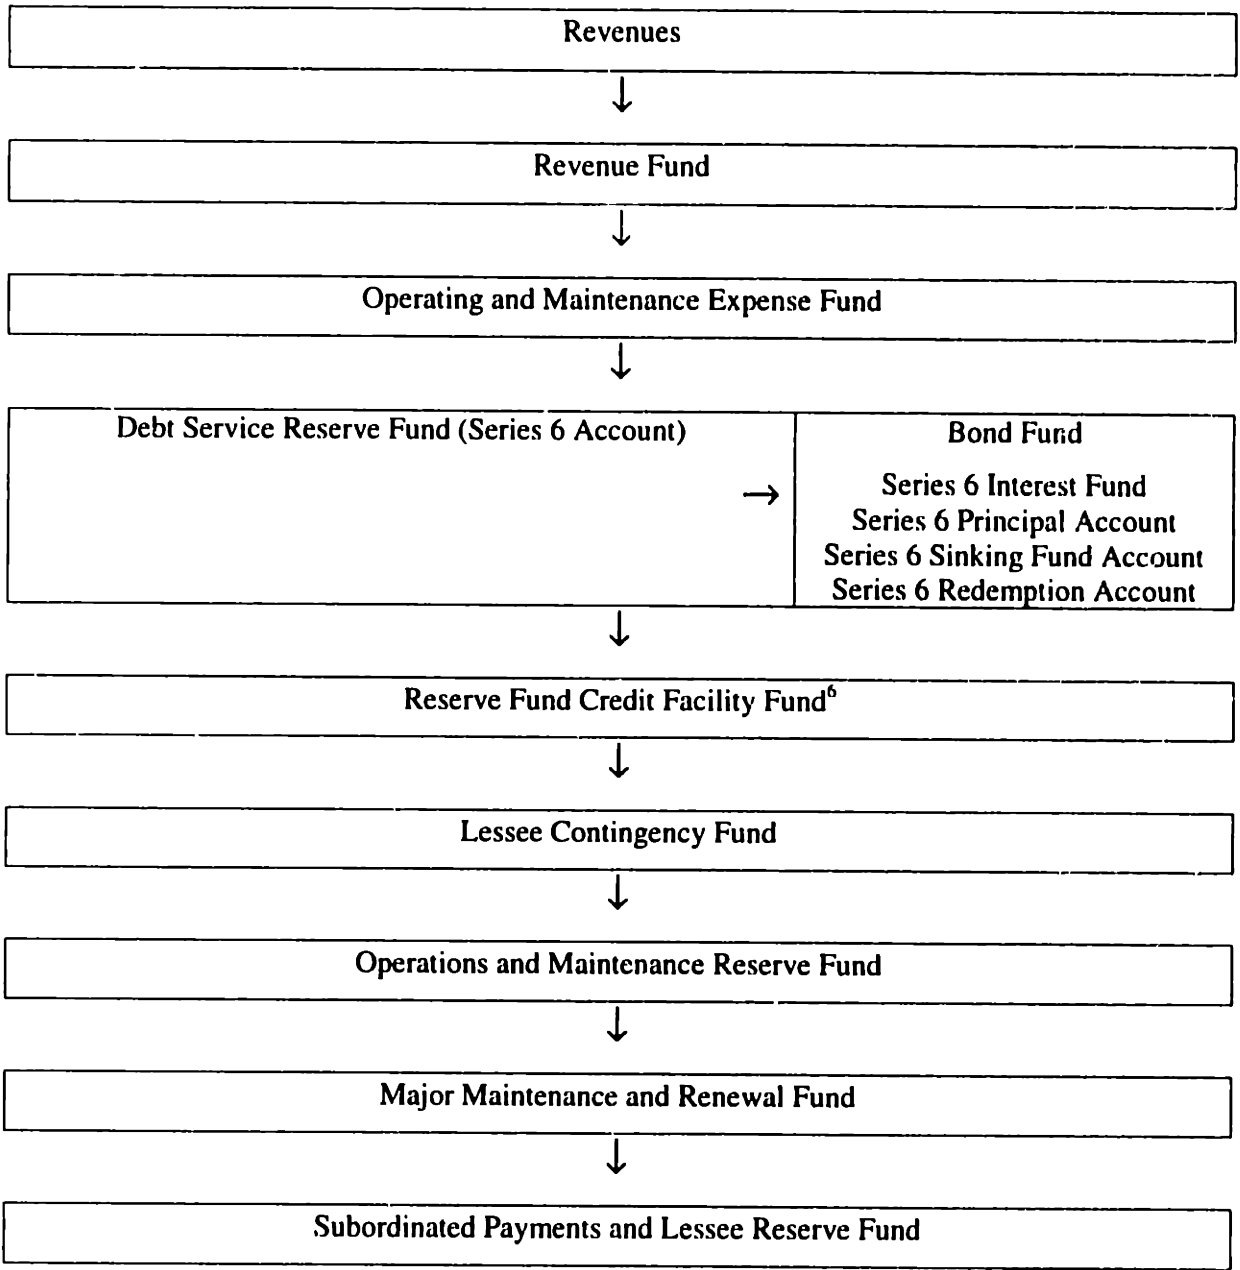 Revenues
↓
Revenue Fund
↓
Operating and Maintenance Expense Fund
↓
Debt Service Reserve Fund (Series 6 Account)
→
Bond Fund
Series 6 Interest Fund
Series 6 Principal Account
Series 6 Sinking Fund Account
Series 6 Redemption Account
↓
Reserve Fund Credit Facility Fund⁶
↓
Lessee Contingency Fund
↓
Operations and Maintenance Reserve Fund
↓
Major Maintenance and Renewal Fund
↓
Subordinated Payments and Lessee Reserve Fund